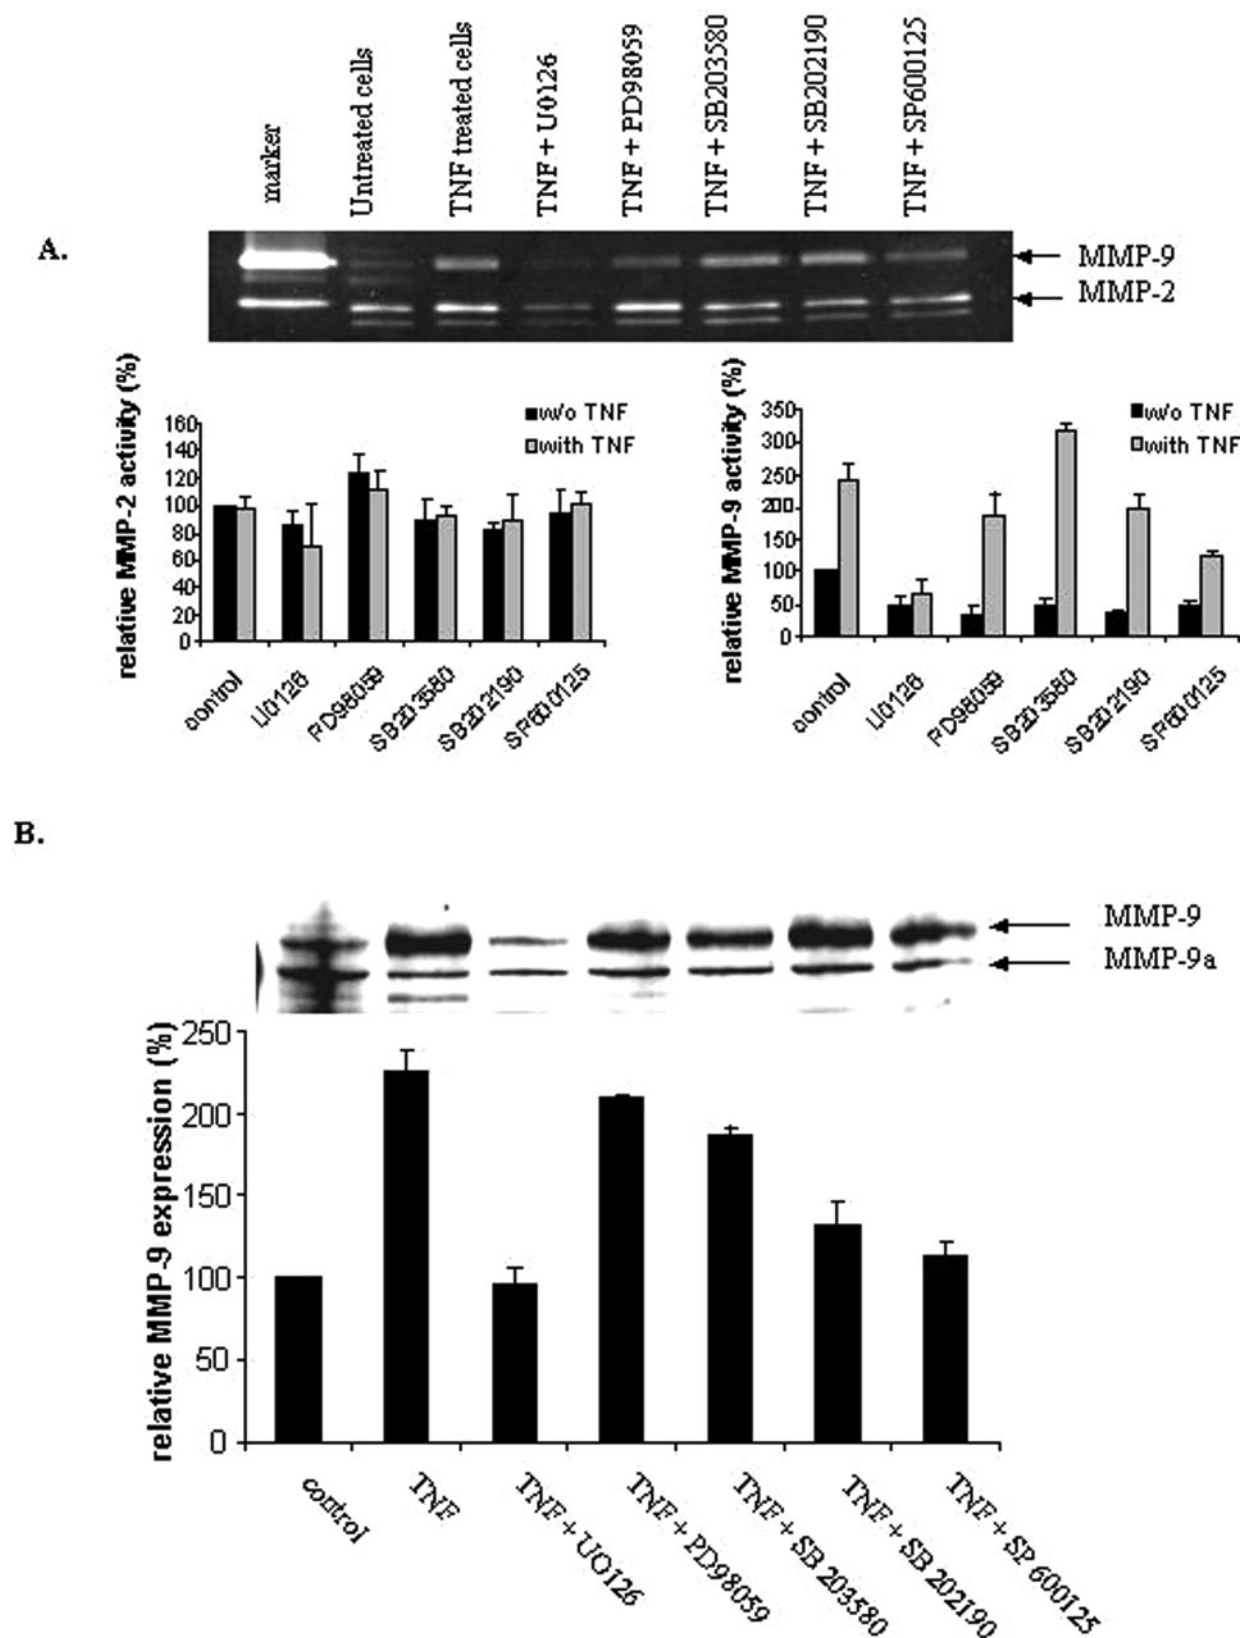 marker
Untreated cells
TNF treated cells
TNF + U0126
TNF + PD98059
TNF + SB203580
TNF + SB202190
TNF + SP600125
A.
MMP-9
MMP-2
relative MMP-2 activity (%)
160
140
120
100
80
60
40
20
0
w/o TNF
with TNF
control
U0126
PD98059
SB203580
SB202190
SP600125
relative MMP-9 activity (%)
350
300
250
200
150
100
50
0
w/o TNF
with TNF
control
U0126
PD98059
SB203580
SB202190
SP600125
B.
MMP-9
MMP-9a
relative MMP-9 expression (%)
250
200
150
100
50
0
control
TNF
TNF + UO126
TNF + PD98059
TNF + SB 203580
TNF + SB 202190
TNF + SP 600125